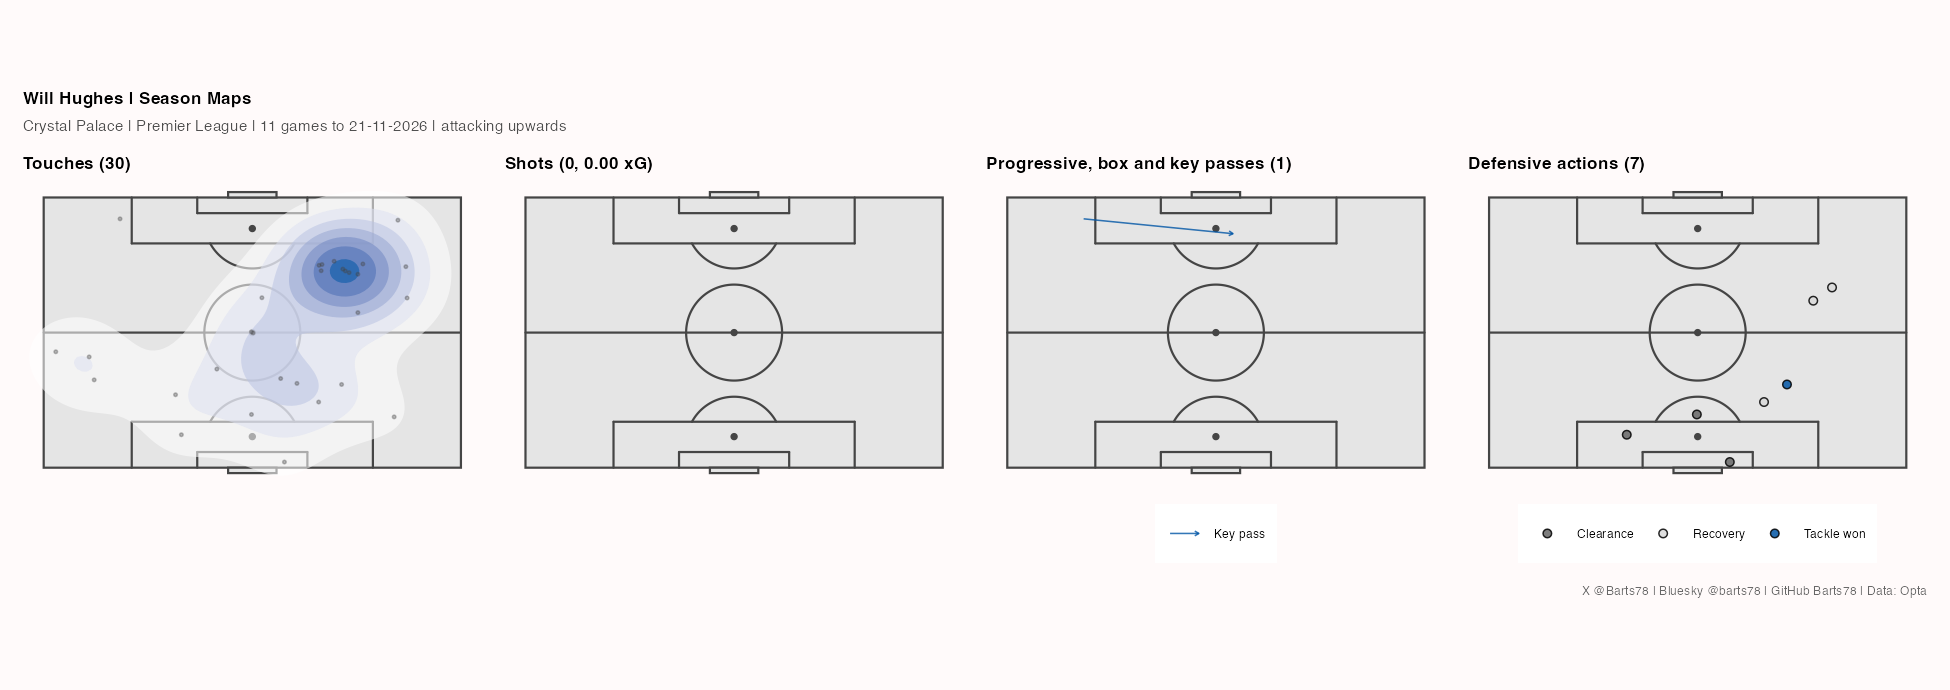 Will Hughes | Season Maps
Crystal Palace | Premier League | 11 games to 21-11-2026 | attacking upwards
Touches (30)
Shots (0, 0.00 xG)
Progressive, box and key passes (1)
Defensive actions (7)
Key pass
Clearance
Recovery
Tackle won
X @Barts78 | Bluesky @barts78 | GitHub Barts78 | Data: Opta